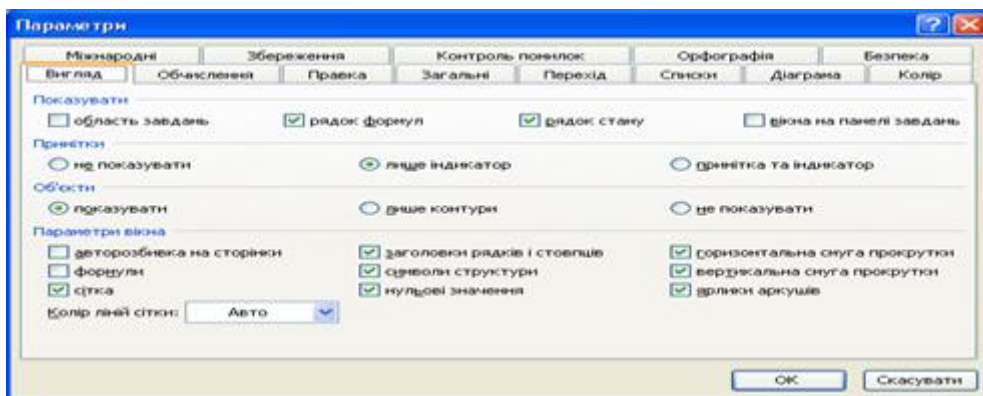 Параметри
Міжнародні Збереження Контроль помилок Орфографія Безпека
Вигляд Обчислення Правка Загальні Перехід Списки Діаграма Колір
Показувати
область завдань рядок формул рядок стану вікна на панелі завдань
Примітки
не показувати лише індикатор примітка та індикатор
Об'єкти
показувати лише контури не показувати
Параметри вікна
авторозбивка на сторінки заголовки рядків і стовпців горизонтальна смуга прокрутки
формули символи структури вертикальна смуга прокрутки
сітка нульові значення ярлики аркушів
Колір ліній сітки: Авто
ОК Скасувати